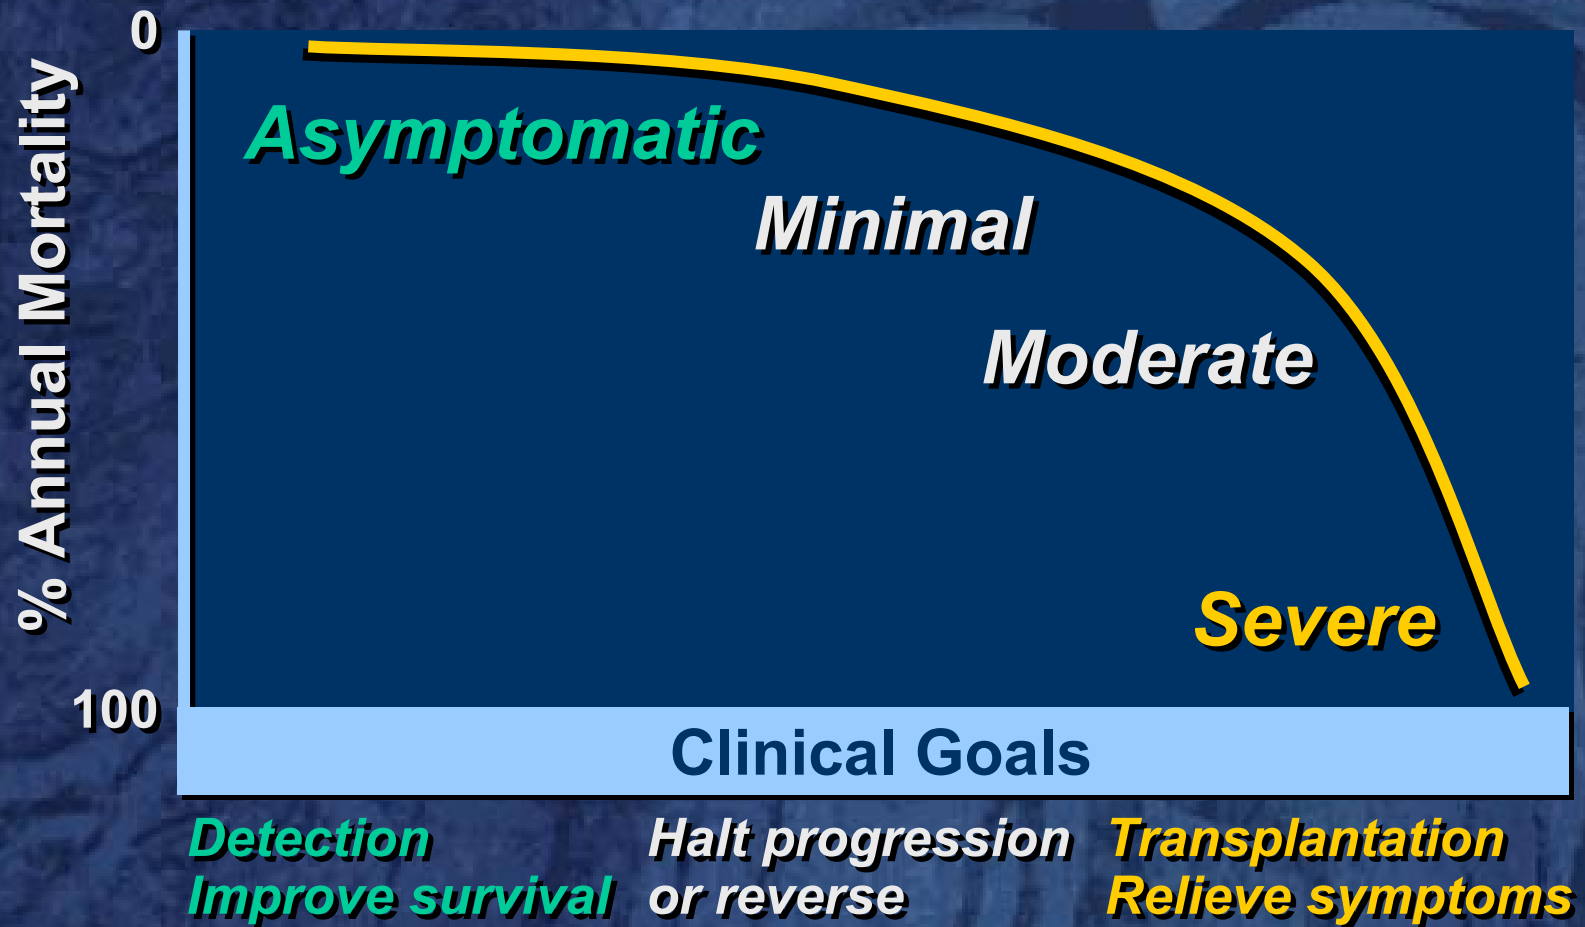 0
% Annual Mortality
Asymptomatic
Minimal
Moderate
Severe
100
Clinical Goals
Detection
Improve survival
Halt progression
or reverse
Transplantation
Relieve symptoms